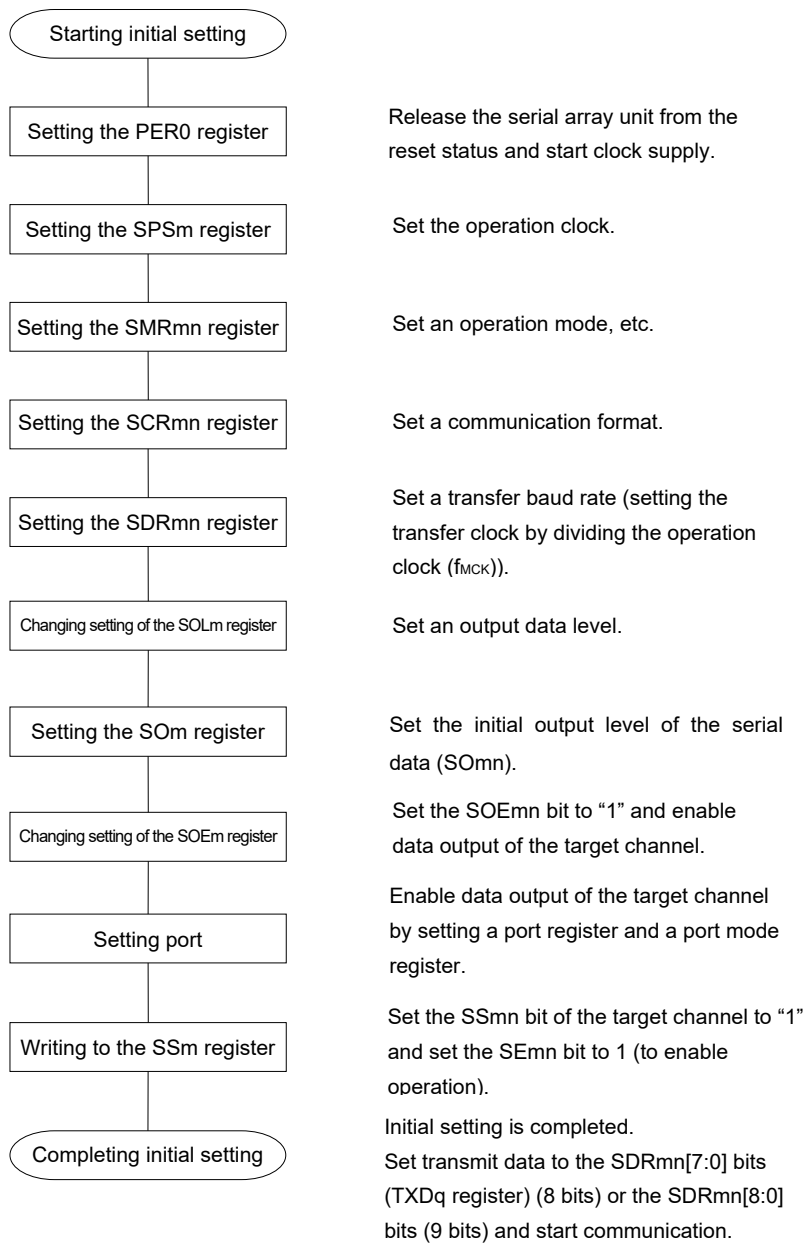 Starting initial setting
Setting the PER0 register
Release the serial array unit from the
reset status and start clock supply.
Setting the SPSm register
Set the operation clock.
Setting the SMRmn register
Set an operation mode, etc.
Setting the SCRmn register
Set a communication format.
Setting the SDRmn register
Set a transfer baud rate (setting the
transfer clock by dividing the operation
clock (fMCK)).
Changing setting of the SOLm register
Set an output data level.
Setting the SOm register
Set the initial output level of the serial
data (SOmn).
Changing setting of the SOEm register
Set the SOEmn bit to “1” and enable
data output of the target channel.
Setting port
Enable data output of the target channel
by setting a port register and a port mode
register.
Writing to the SSm register
Set the SSmn bit of the target channel to “1”
and set the SEmn bit to 1 (to enable
operation).
Completing initial setting
Initial setting is completed.
Set transmit data to the SDRmn[7:0] bits
(TXDq register) (8 bits) or the SDRmn[8:0]
bits (9 bits) and start communication.